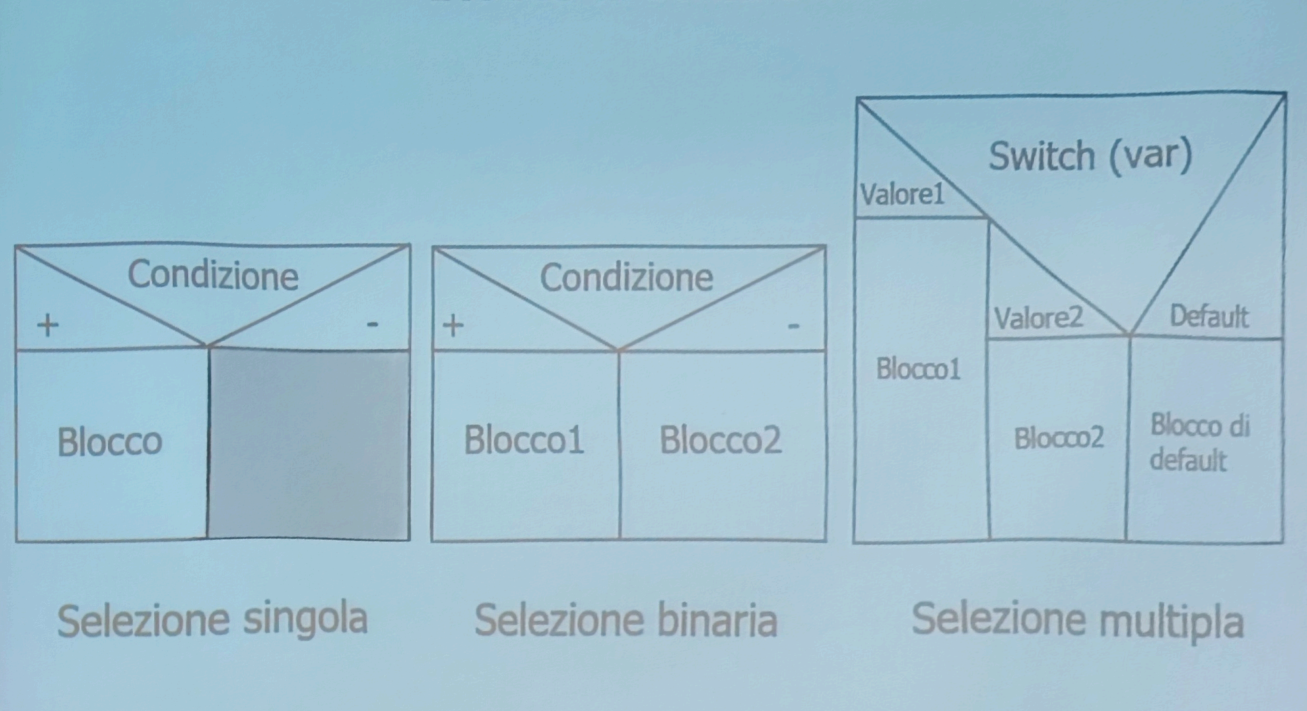 Condizione
+
-
Blocco
Selezione singola
Condizione
+
-
Blocco1
Blocco2
Selezione binaria
Switch (var)
Valore1
Valore2
Default
Blocco1
Blocco2
Blocco di
default
Selezione multipla